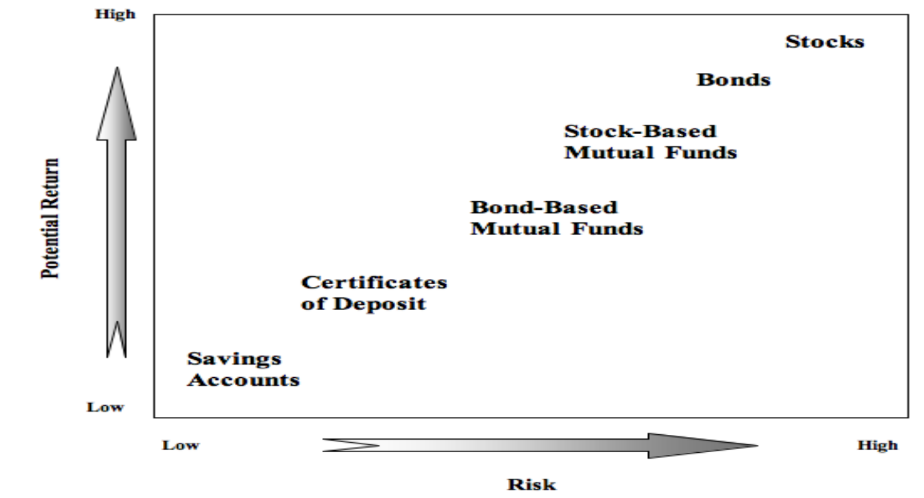 High
Stocks
Bonds
Stock-Based
Mutual Funds
Potential Return
Bond-Based
Mutual Funds
Certificates
of Deposit
Savings
Accounts
Low
Low
High
Risk